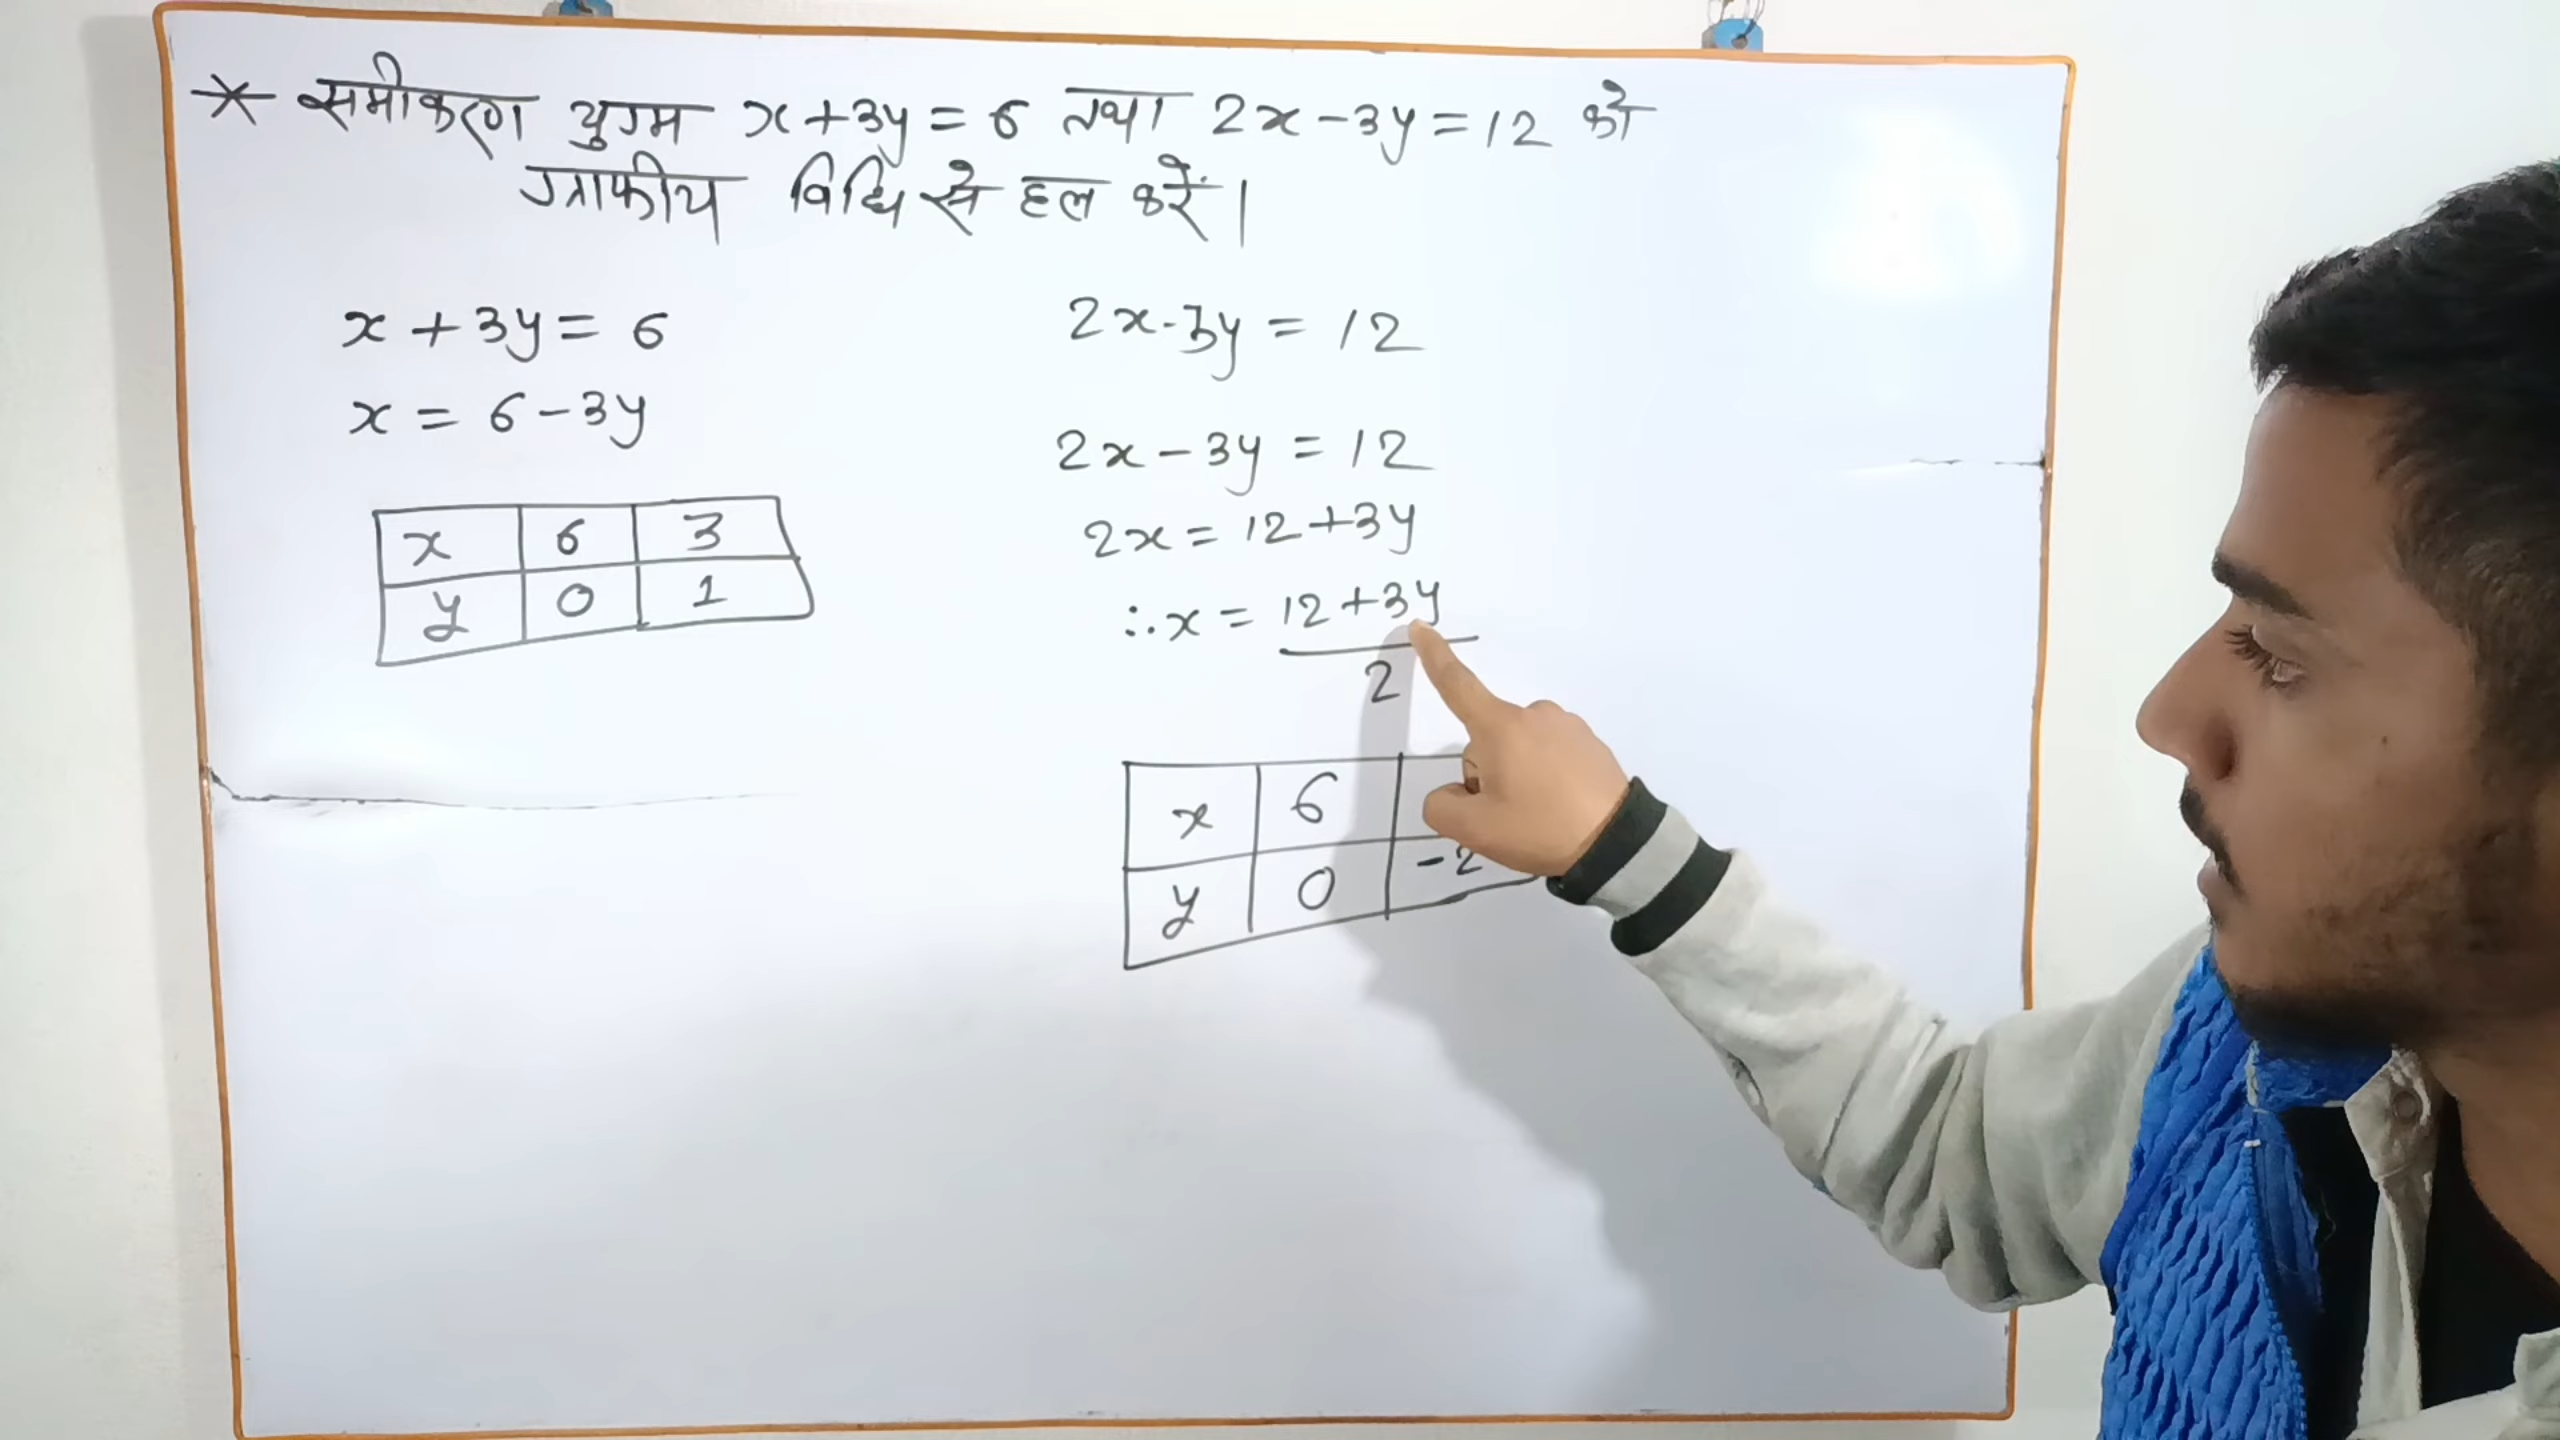 * समीकरण युग्म x+3y=6 तथा 2x-3y=12 को
ग्राफीय विधि से हल करें।
x+3y=6
x=6-3y
x 6 3
y 0 1
2x-3y=12
2x-3y=12
2x=12+3y
∴x=12+3y
2
x 6
y 0 -2